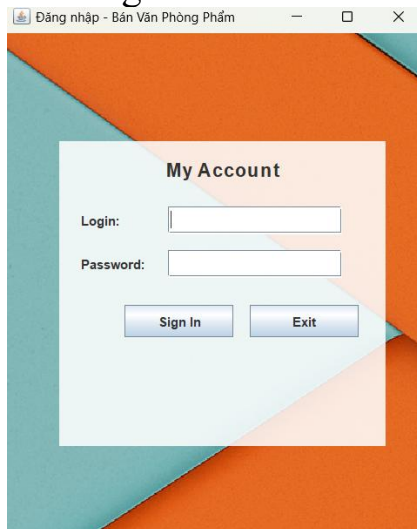 Đăng nhập - Bán Văn Phòng Phẩm
My Account
Login:
Password:
Sign In Exit